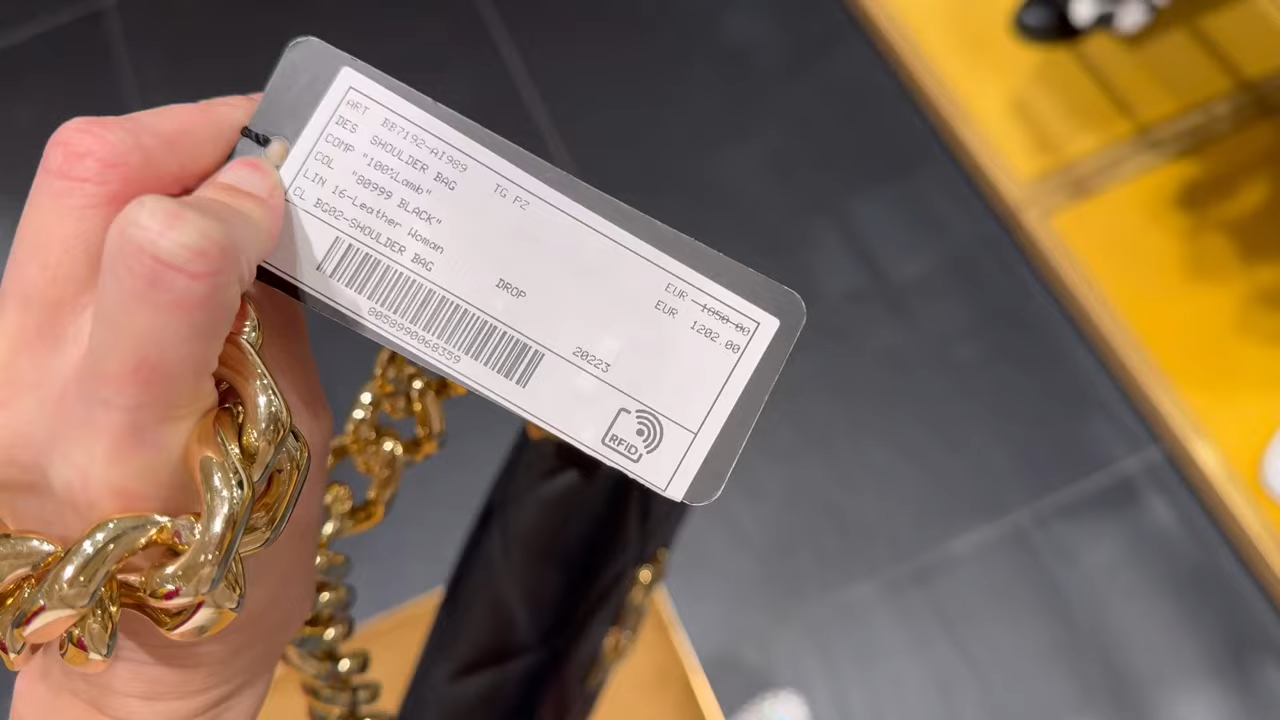 ART BB7192-A1989
DES SHOULDER BAG TG PZ
COMP "100%Lamb"
COL "80999 BLACK"
LIN 16-Leather Woman
CL BG02-SHOULDER BAG
DROP
EUR 1850.00
EUR 1202.00
8058990068359
20223
RFID